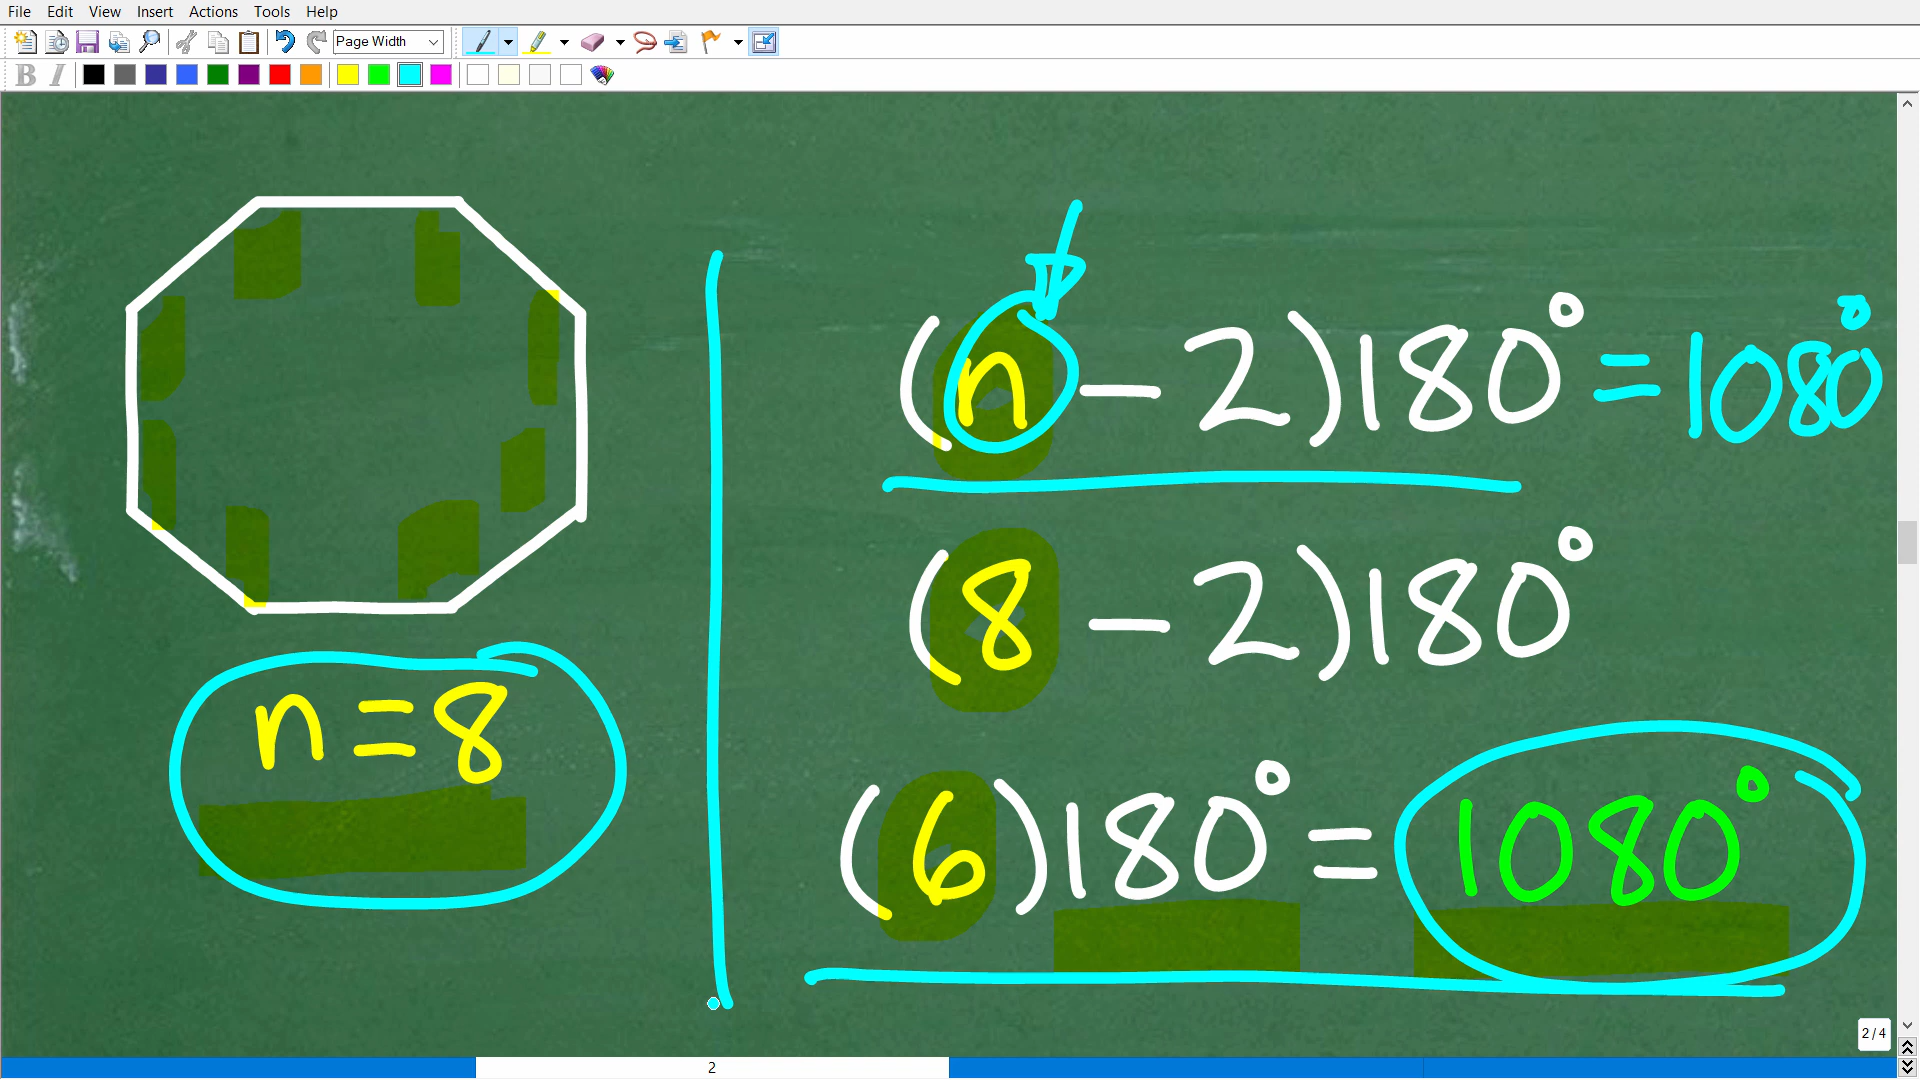 File Edit View Insert Actions Tools Help
Page Width
B I
(n-2)180° = 1080°
(8-2)180°
n=8
(6)180° = 1080°
2/4
2